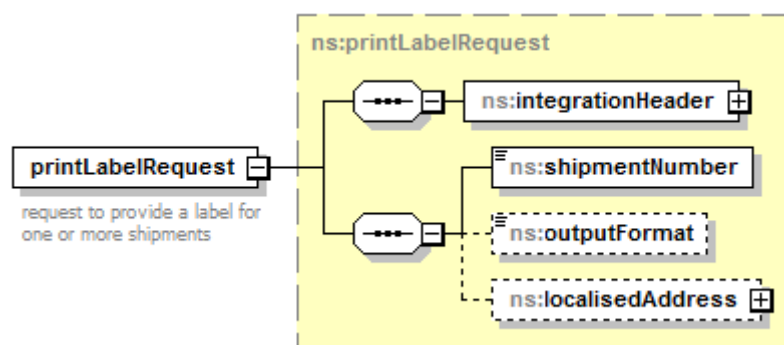 ns:printLabelRequest
ns:integrationHeader
printLabelRequest
request to provide a label for
one or more shipments
ns:shipmentNumber
ns:outputFormat
ns:localisedAddress